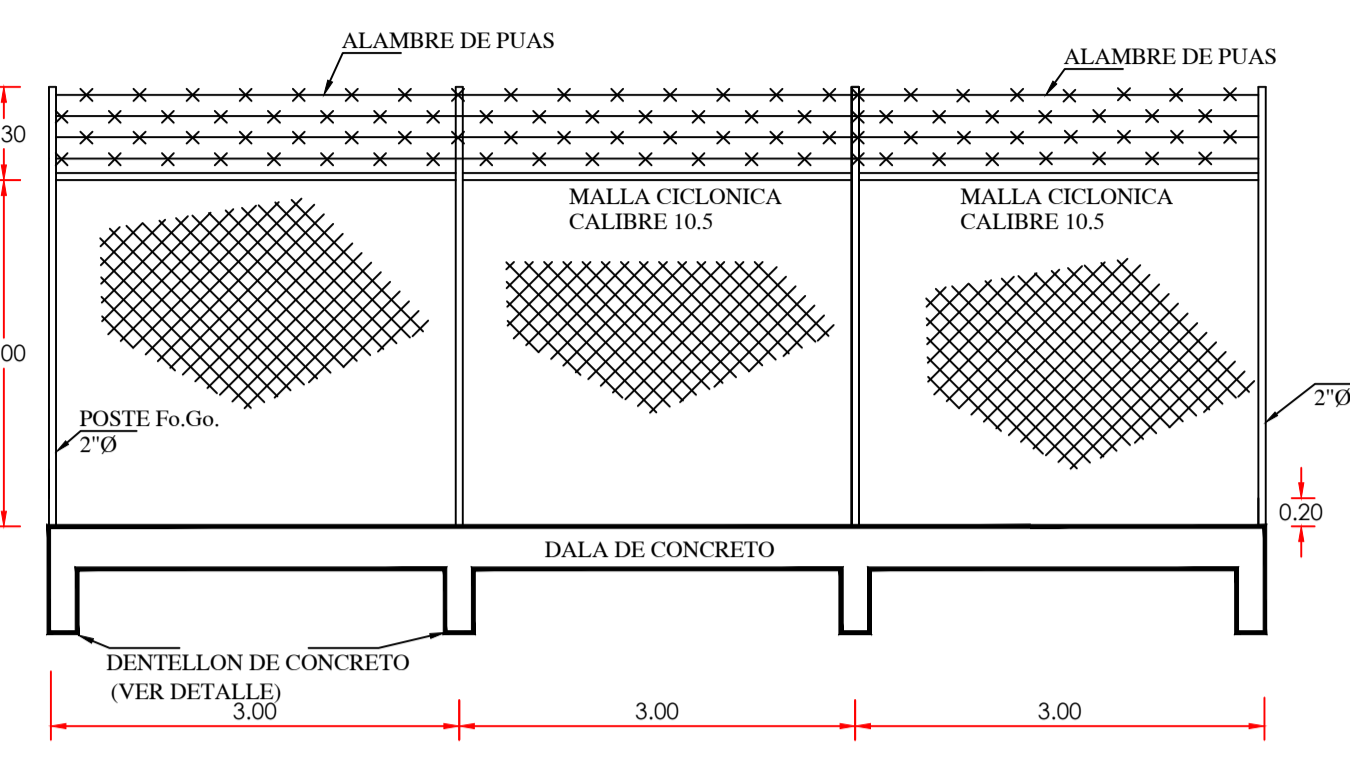 ALAMBRE DE PUAS
ALAMBRE DE PUAS
30
MALLA CICLONICA
CALIBRE 10.5
MALLA CICLONICA
CALIBRE 10.5
00
2"Ø
POSTE Fo.Go.
2"Ø
0.20
DALA DE CONCRETO
DENTELLON DE CONCRETO
(VER DETALLE)
3.00
3.00
3.00